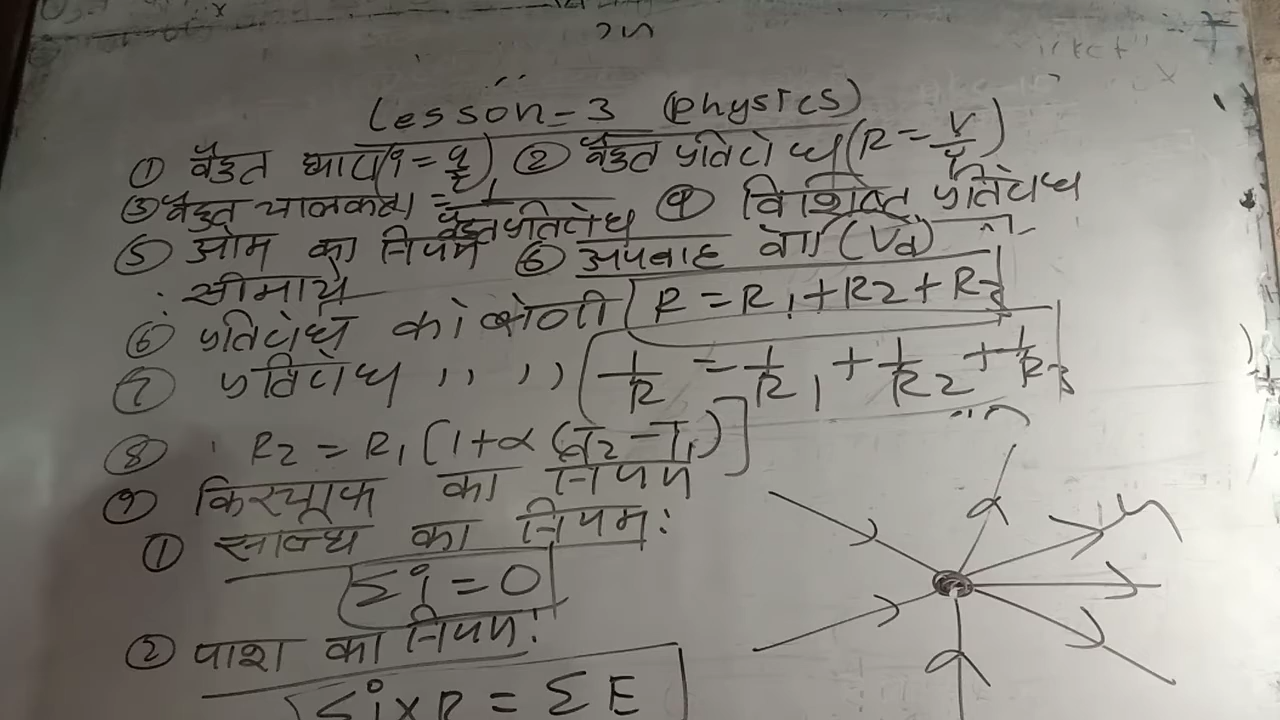 Lesson-3 (Physics)
① वैद्युत धारा(i=q/t) ② वैद्युत प्रतिरोध(R=V/i)
③ वैद्युत चालकता = 1/वैद्युत प्रतिरोध ④ विशिष्ट प्रतिरोध
⑤ ओम का नियम ⑥ अपवाह वेग (Vd)
सीमायें
⑥ प्रतिरोध को श्रेणी R=R1+R2+R3
⑦ प्रतिरोध ,, ,, 1/R = 1/R1 + 1/R2 + 1/R3
⑧ R2=R1[1+α(T2-T1)]
⑨ किरचॉफ का नियम
① सन्धि का नियम:
Σi=0
② पाश का नियम:
Σi×R=ΣE